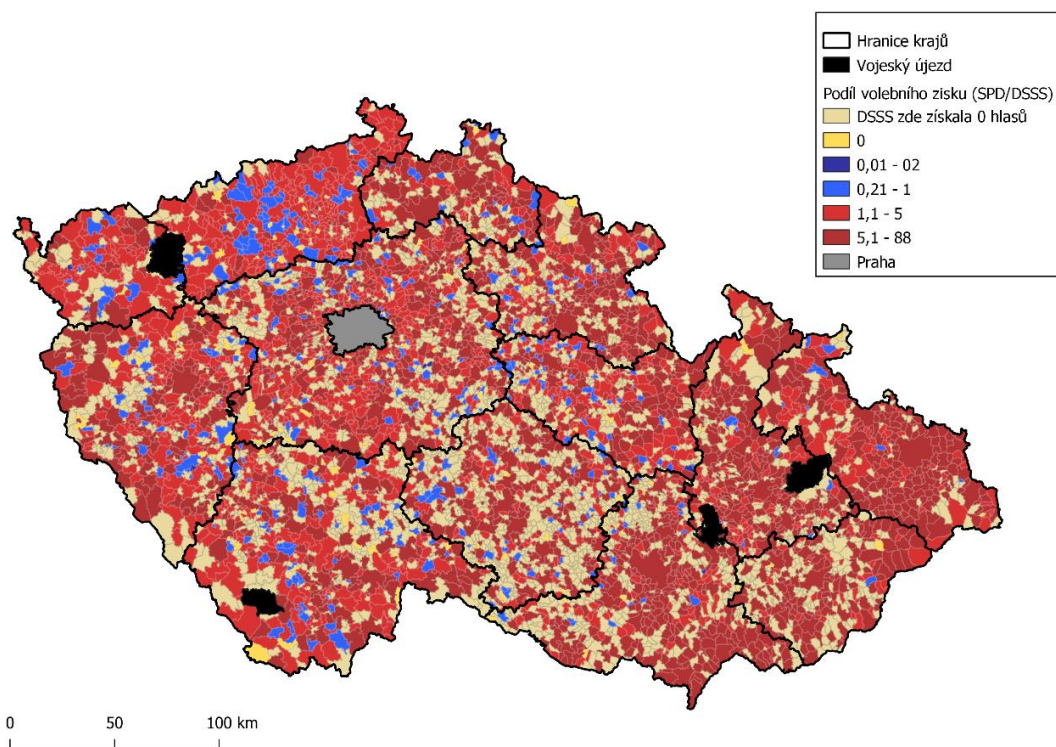 Hranice krajů
Vojeský újezd
Podíl volebního zisku (SPD/DSSS)
DSSS zde získala 0 hlasů
0
0,01 - 02
0,21 - 1
1,1 - 5
5,1 - 88
Praha
0 50 100 km